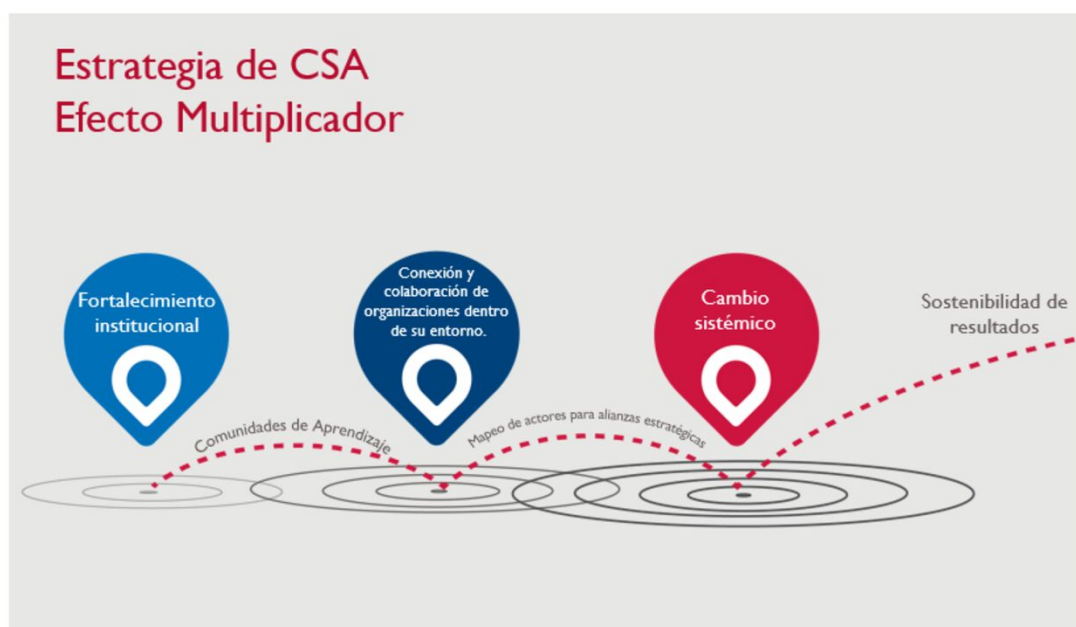 Estrategia de CSA
Efecto Multiplicador
Fortalecimiento
institucional
Comunidades de Aprendizaje
Conexión y
colaboración de
organizaciones dentro
de su entorno.
Mapeo de actores para alianzas estratégicas
Cambio
sistémico
Sostenibilidad de
resultados